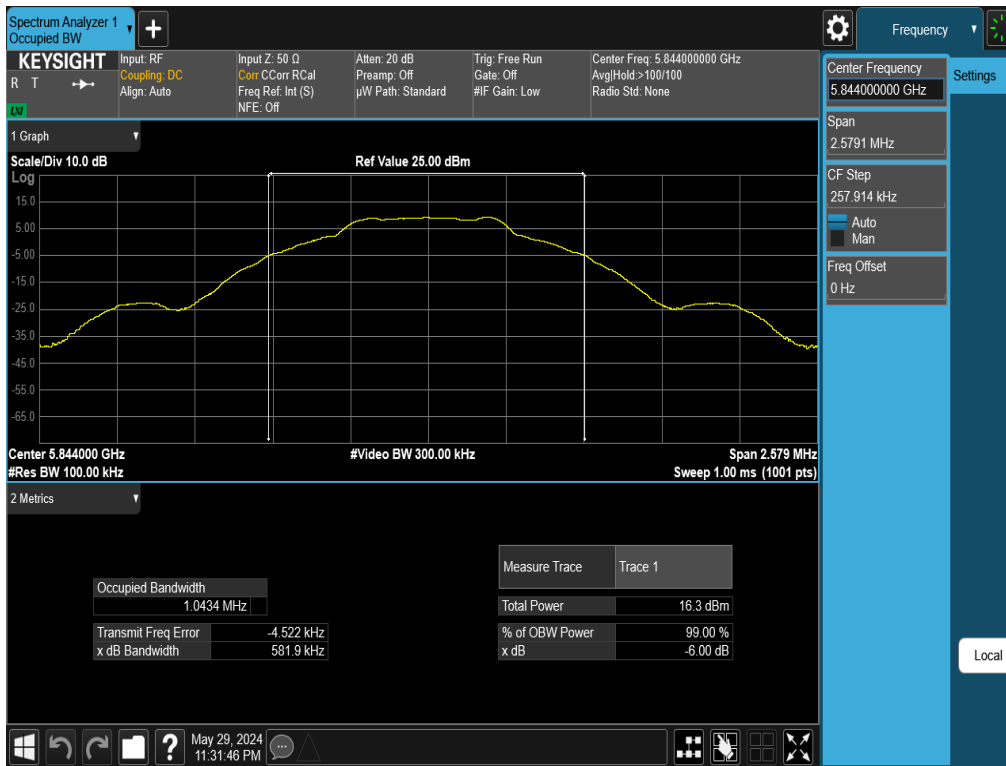 Spectrum Analyzer 1
Occupied BW
Frequency
KEYSIGHT
R T
LXI
Input: RF
Coupling: DC
Align: Auto
Input Z: 50 Ω
Corr CCorr RCal
Freq Ref: Int (S)
NFE: Off
Atten: 20 dB
Preamp: Off
µW Path: Standard
Trig: Free Run
Gate: Off
#IF Gain: Low
Center Freq: 5.844000000 GHz
Avg|Hold:>100/100
Radio Std: None
Center Frequency
5.844000000 GHz
Settings
Span
2.5791 MHz
CF Step
257.914 kHz
Auto
Man
Freq Offset
0 Hz
Local
1 Graph
Scale/Div 10.0 dB
Ref Value 25.00 dBm
Log
15.0
5.00
-5.00
-15.0
-25.0
-35.0
-45.0
-55.0
-65.0
Center 5.844000 GHz
#Video BW 300.00 kHz
Span 2.579 MHz
#Res BW 100.00 kHz
Sweep 1.00 ms (1001 pts)
2 Metrics
Occupied Bandwidth
1.0434 MHz
Transmit Freq Error -4.522 kHz
x dB Bandwidth 581.9 kHz
Measure Trace Trace 1
Total Power 16.3 dBm
% of OBW Power 99.00 %
x dB -6.00 dB
?
May 29, 2024
11:31:46 PM